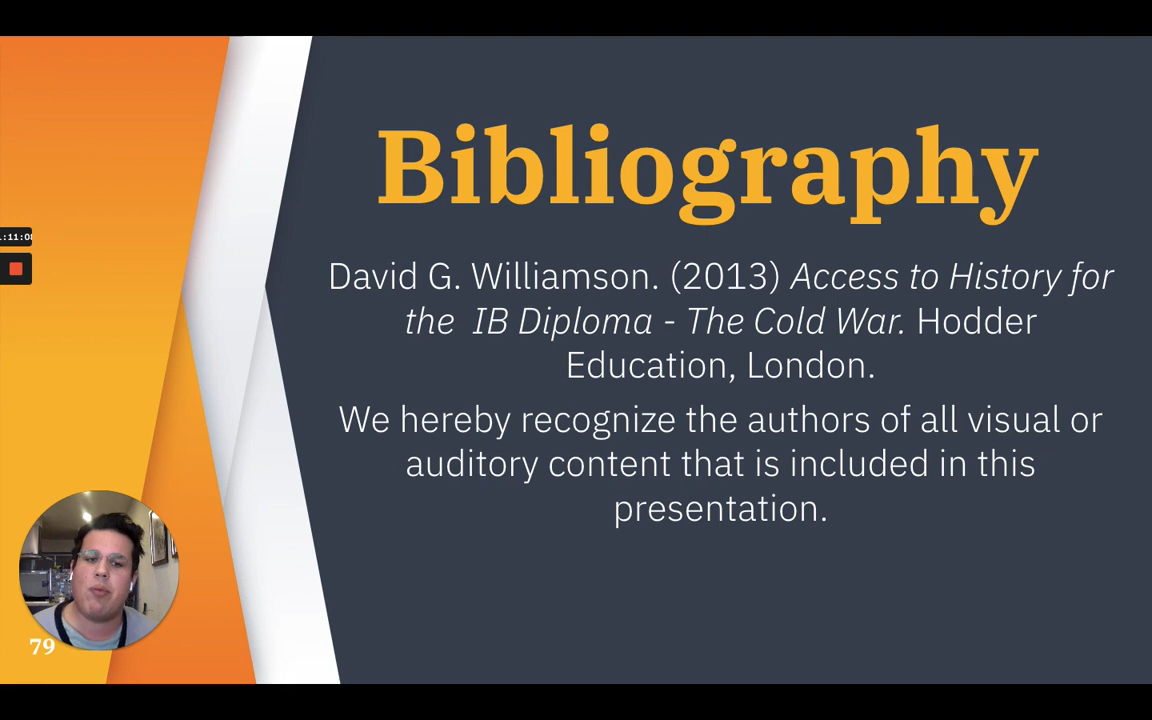 Bibliography
David G. Williamson. (2013) Access to History for
the IB Diploma - The Cold War. Hodder
Education, London.
We hereby recognize the authors of all visual or
auditory content that is included in this
presentation.
79